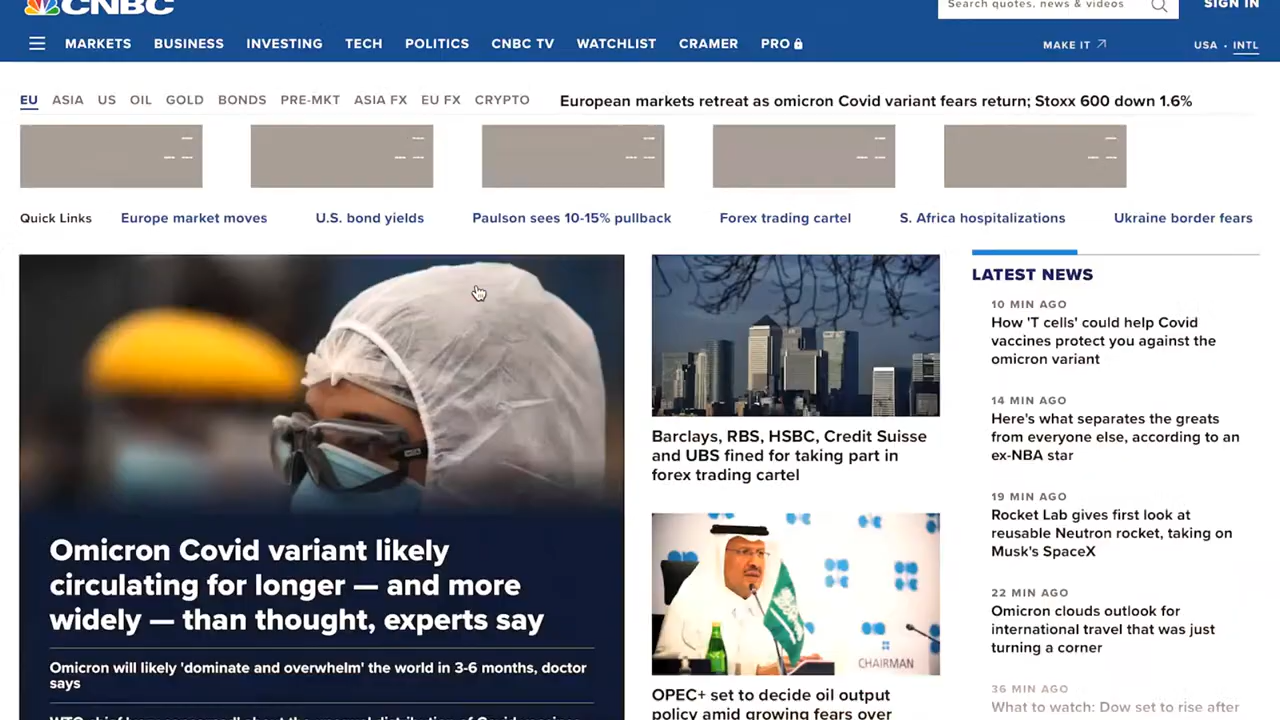 CNBC
Search quotes, news & videos
SIGN IN
MARKETS BUSINESS INVESTING TECH POLITICS CNBC TV WATCHLIST CRAMER PRO
MAKE IT
USA · INTL
EU ASIA US OIL GOLD BONDS PRE-MKT ASIA FX EU FX CRYPTO
European markets retreat as omicron Covid variant fears return; Stoxx 600 down 1.6%
Quick Links Europe market moves U.S. bond yields Paulson sees 10-15% pullback Forex trading cartel S. Africa hospitalizations Ukraine border fears
Omicron Covid variant likely
circulating for longer — and more
widely — than thought, experts say
Omicron will likely 'dominate and overwhelm' the world in 3-6 months, doctor
says
Barclays, RBS, HSBC, Credit Suisse
and UBS fined for taking part in
forex trading cartel
CHAIRMAN
OPEC+ set to decide oil output
policy amid growing fears over
LATEST NEWS
10 MIN AGO
How 'T cells' could help Covid
vaccines protect you against the
omicron variant
14 MIN AGO
Here's what separates the greats
from everyone else, according to an
ex-NBA star
19 MIN AGO
Rocket Lab gives first look at
reusable Neutron rocket, taking on
Musk's SpaceX
22 MIN AGO
Omicron clouds outlook for
international travel that was just
turning a corner
36 MIN AGO
What to watch: Dow set to rise after